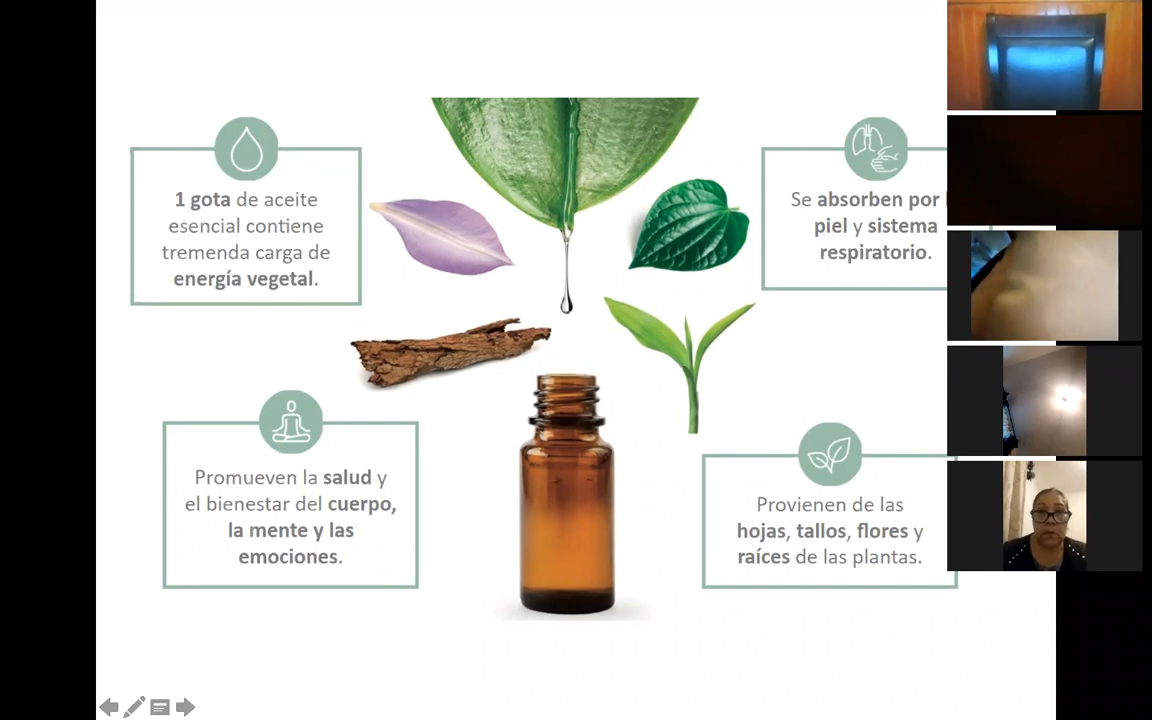 1 gota de aceite
esencial contiene
tremenda carga de
energía vegetal.
Se absorben por
piel y sistema
respiratorio.
Promueven la salud y
el bienestar del cuerpo,
la mente y las
emociones.
Provienen de las
hojas, tallos, flores y
raíces de las plantas.